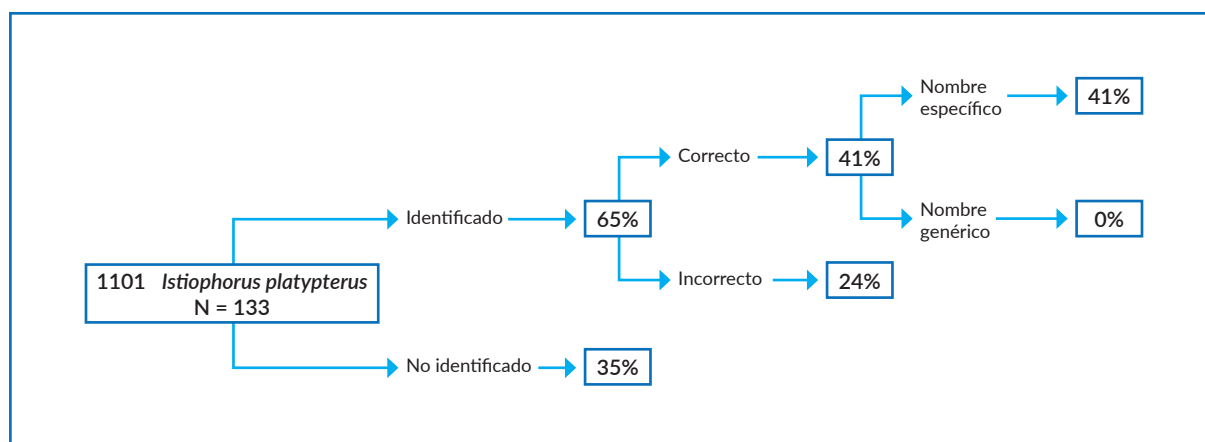 Nombre
específico
41%
Correcto
41%
Identificado
65%
Nombre
genérico
0%
Incorrecto
24%
1101 Istiophorus platypterus
N = 133
No identificado
35%